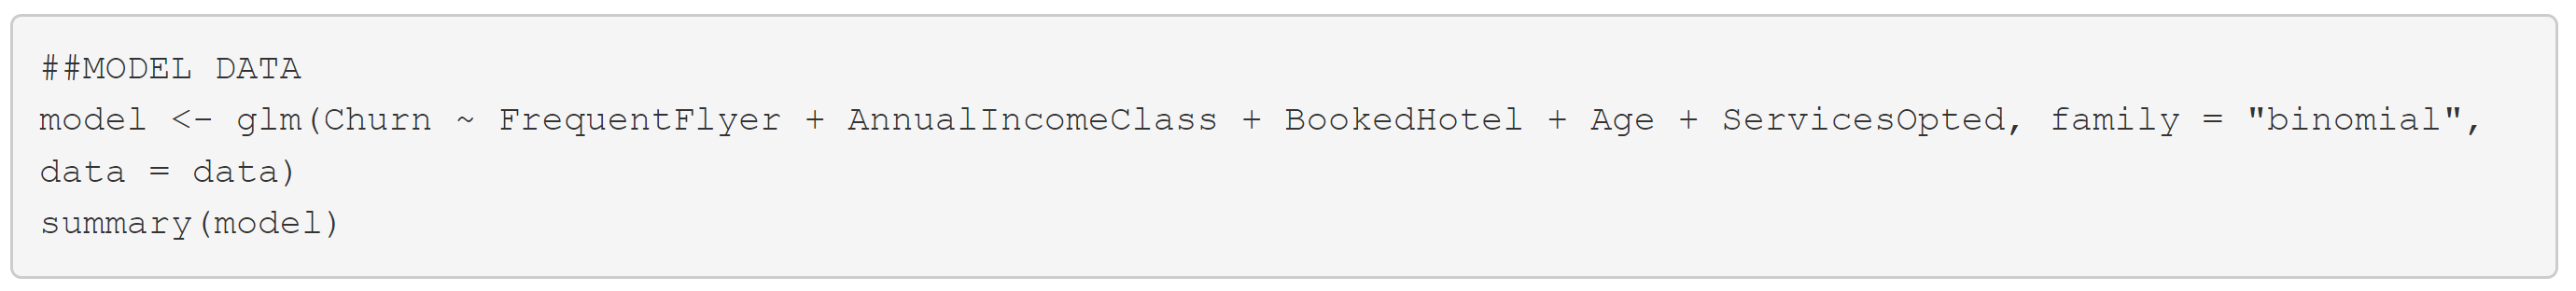 ##MODEL DATA
model <- glm(Churn ~ FrequentFlyer + AnnualIncomeClass + BookedHotel + Age + ServicesOpted, family = "binomial",
data = data)
summary(model)